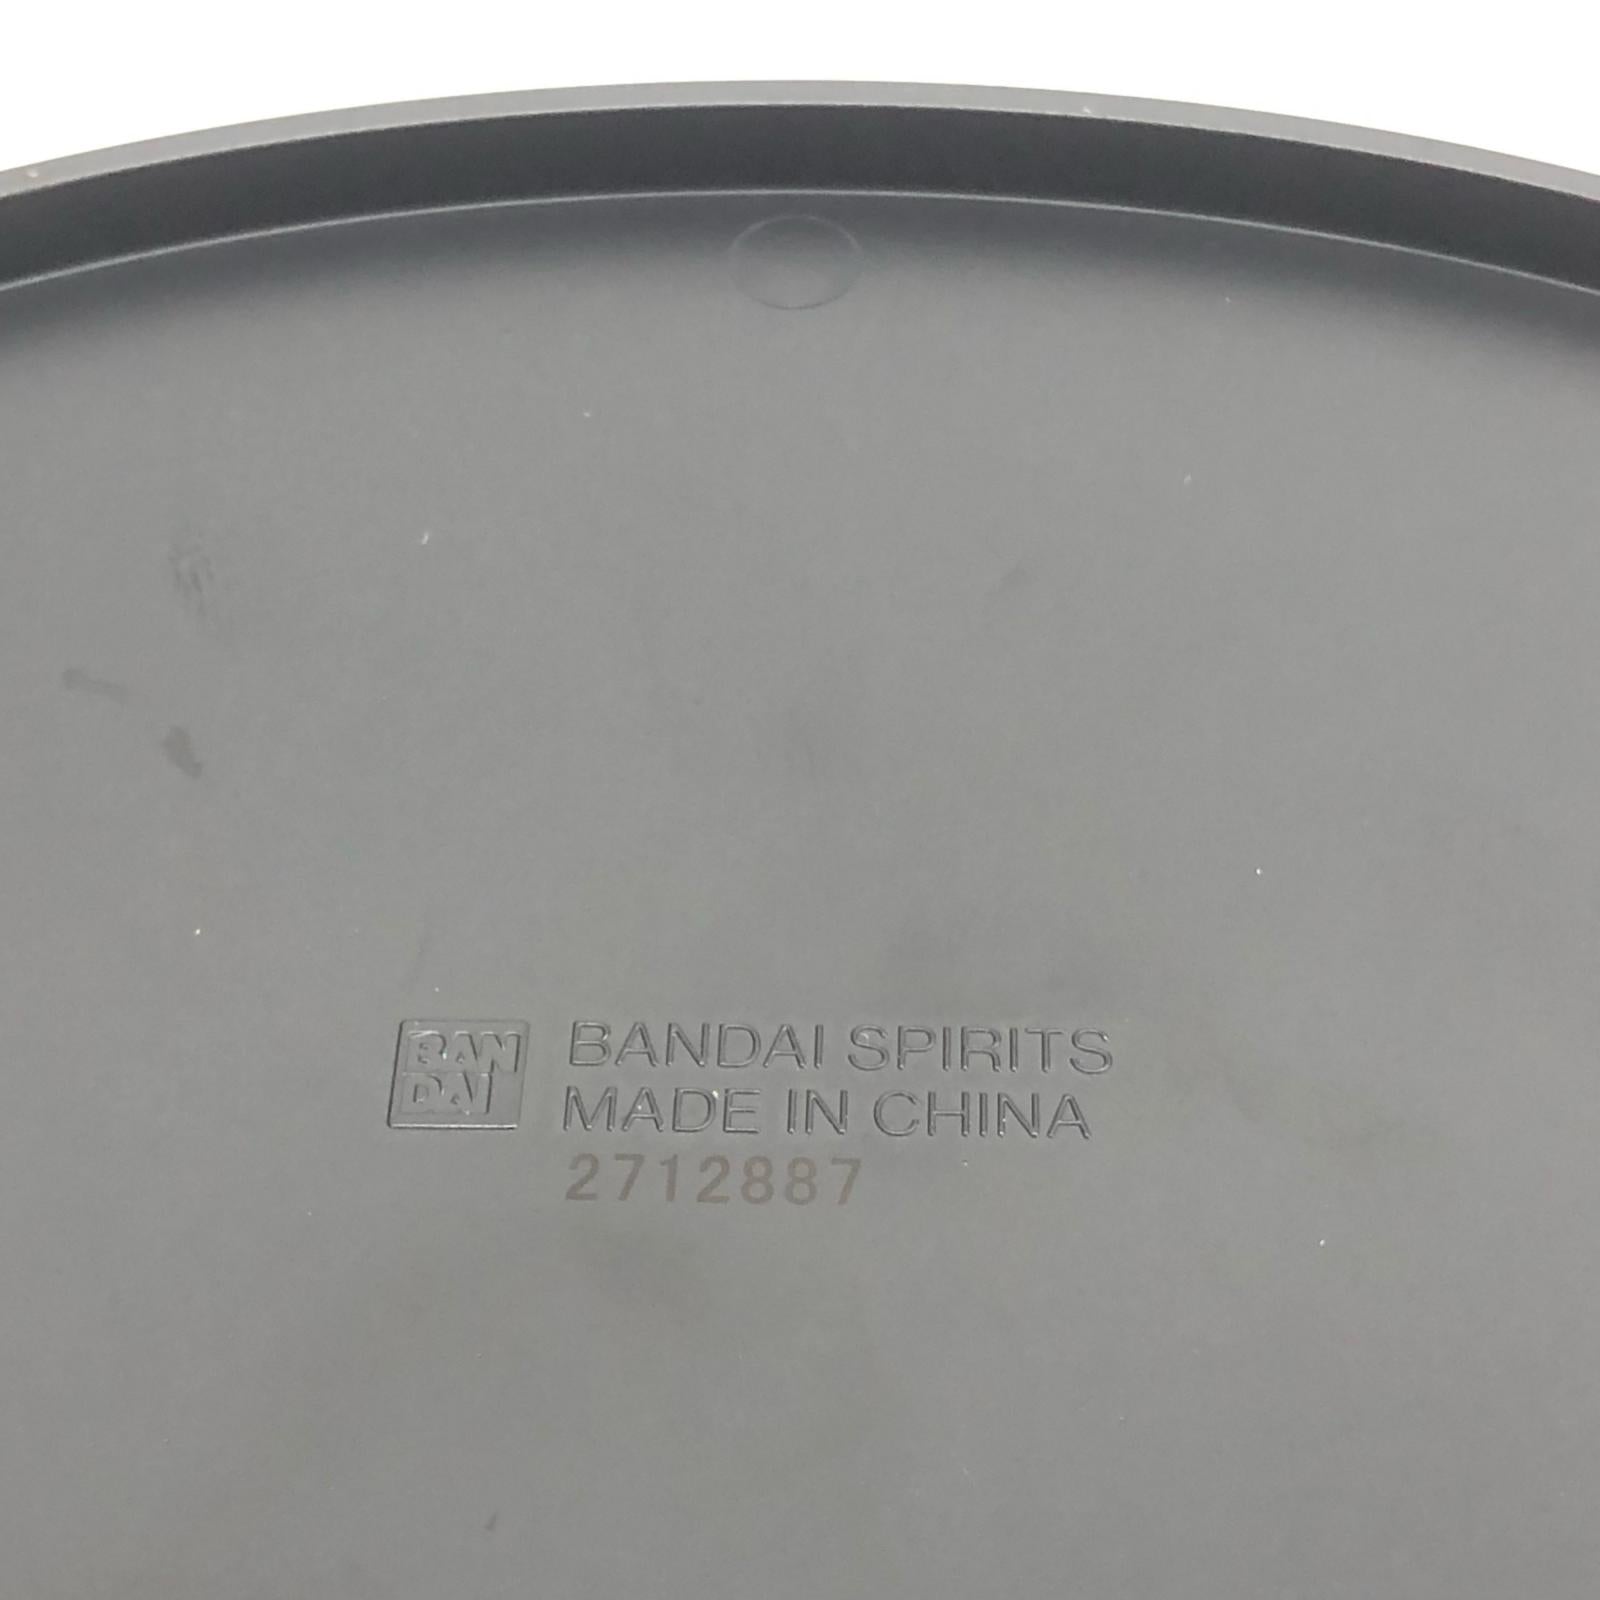 BAN
DAI
BANDAI SPIRITS
MADE IN CHINA
2712887